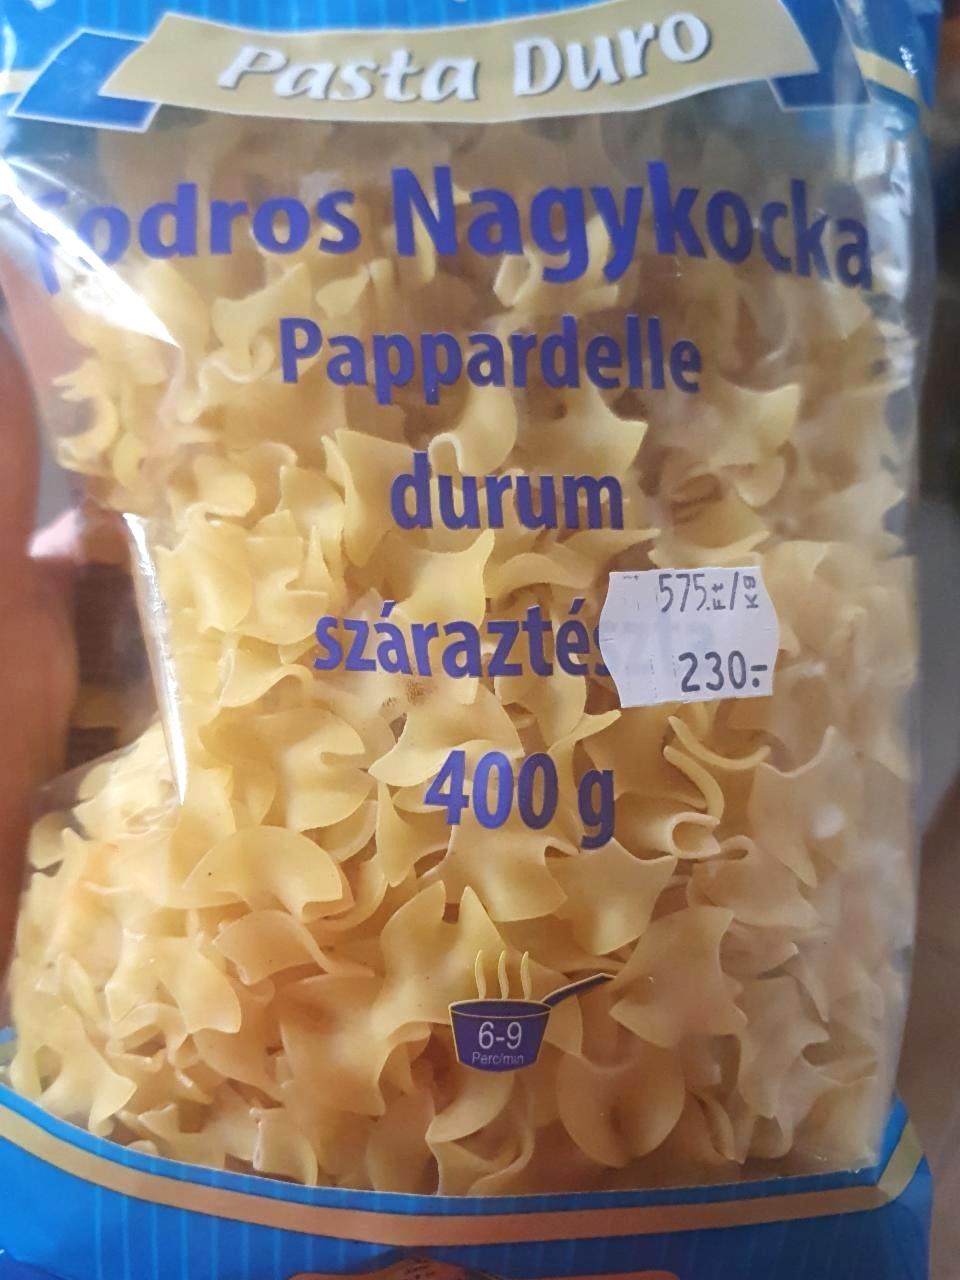 Pasta Duro
Fodros Nagykocka
Pappardelle
durum
575.Ft/kg
száraztészta
230.-
400 g
6-9
Perc/min